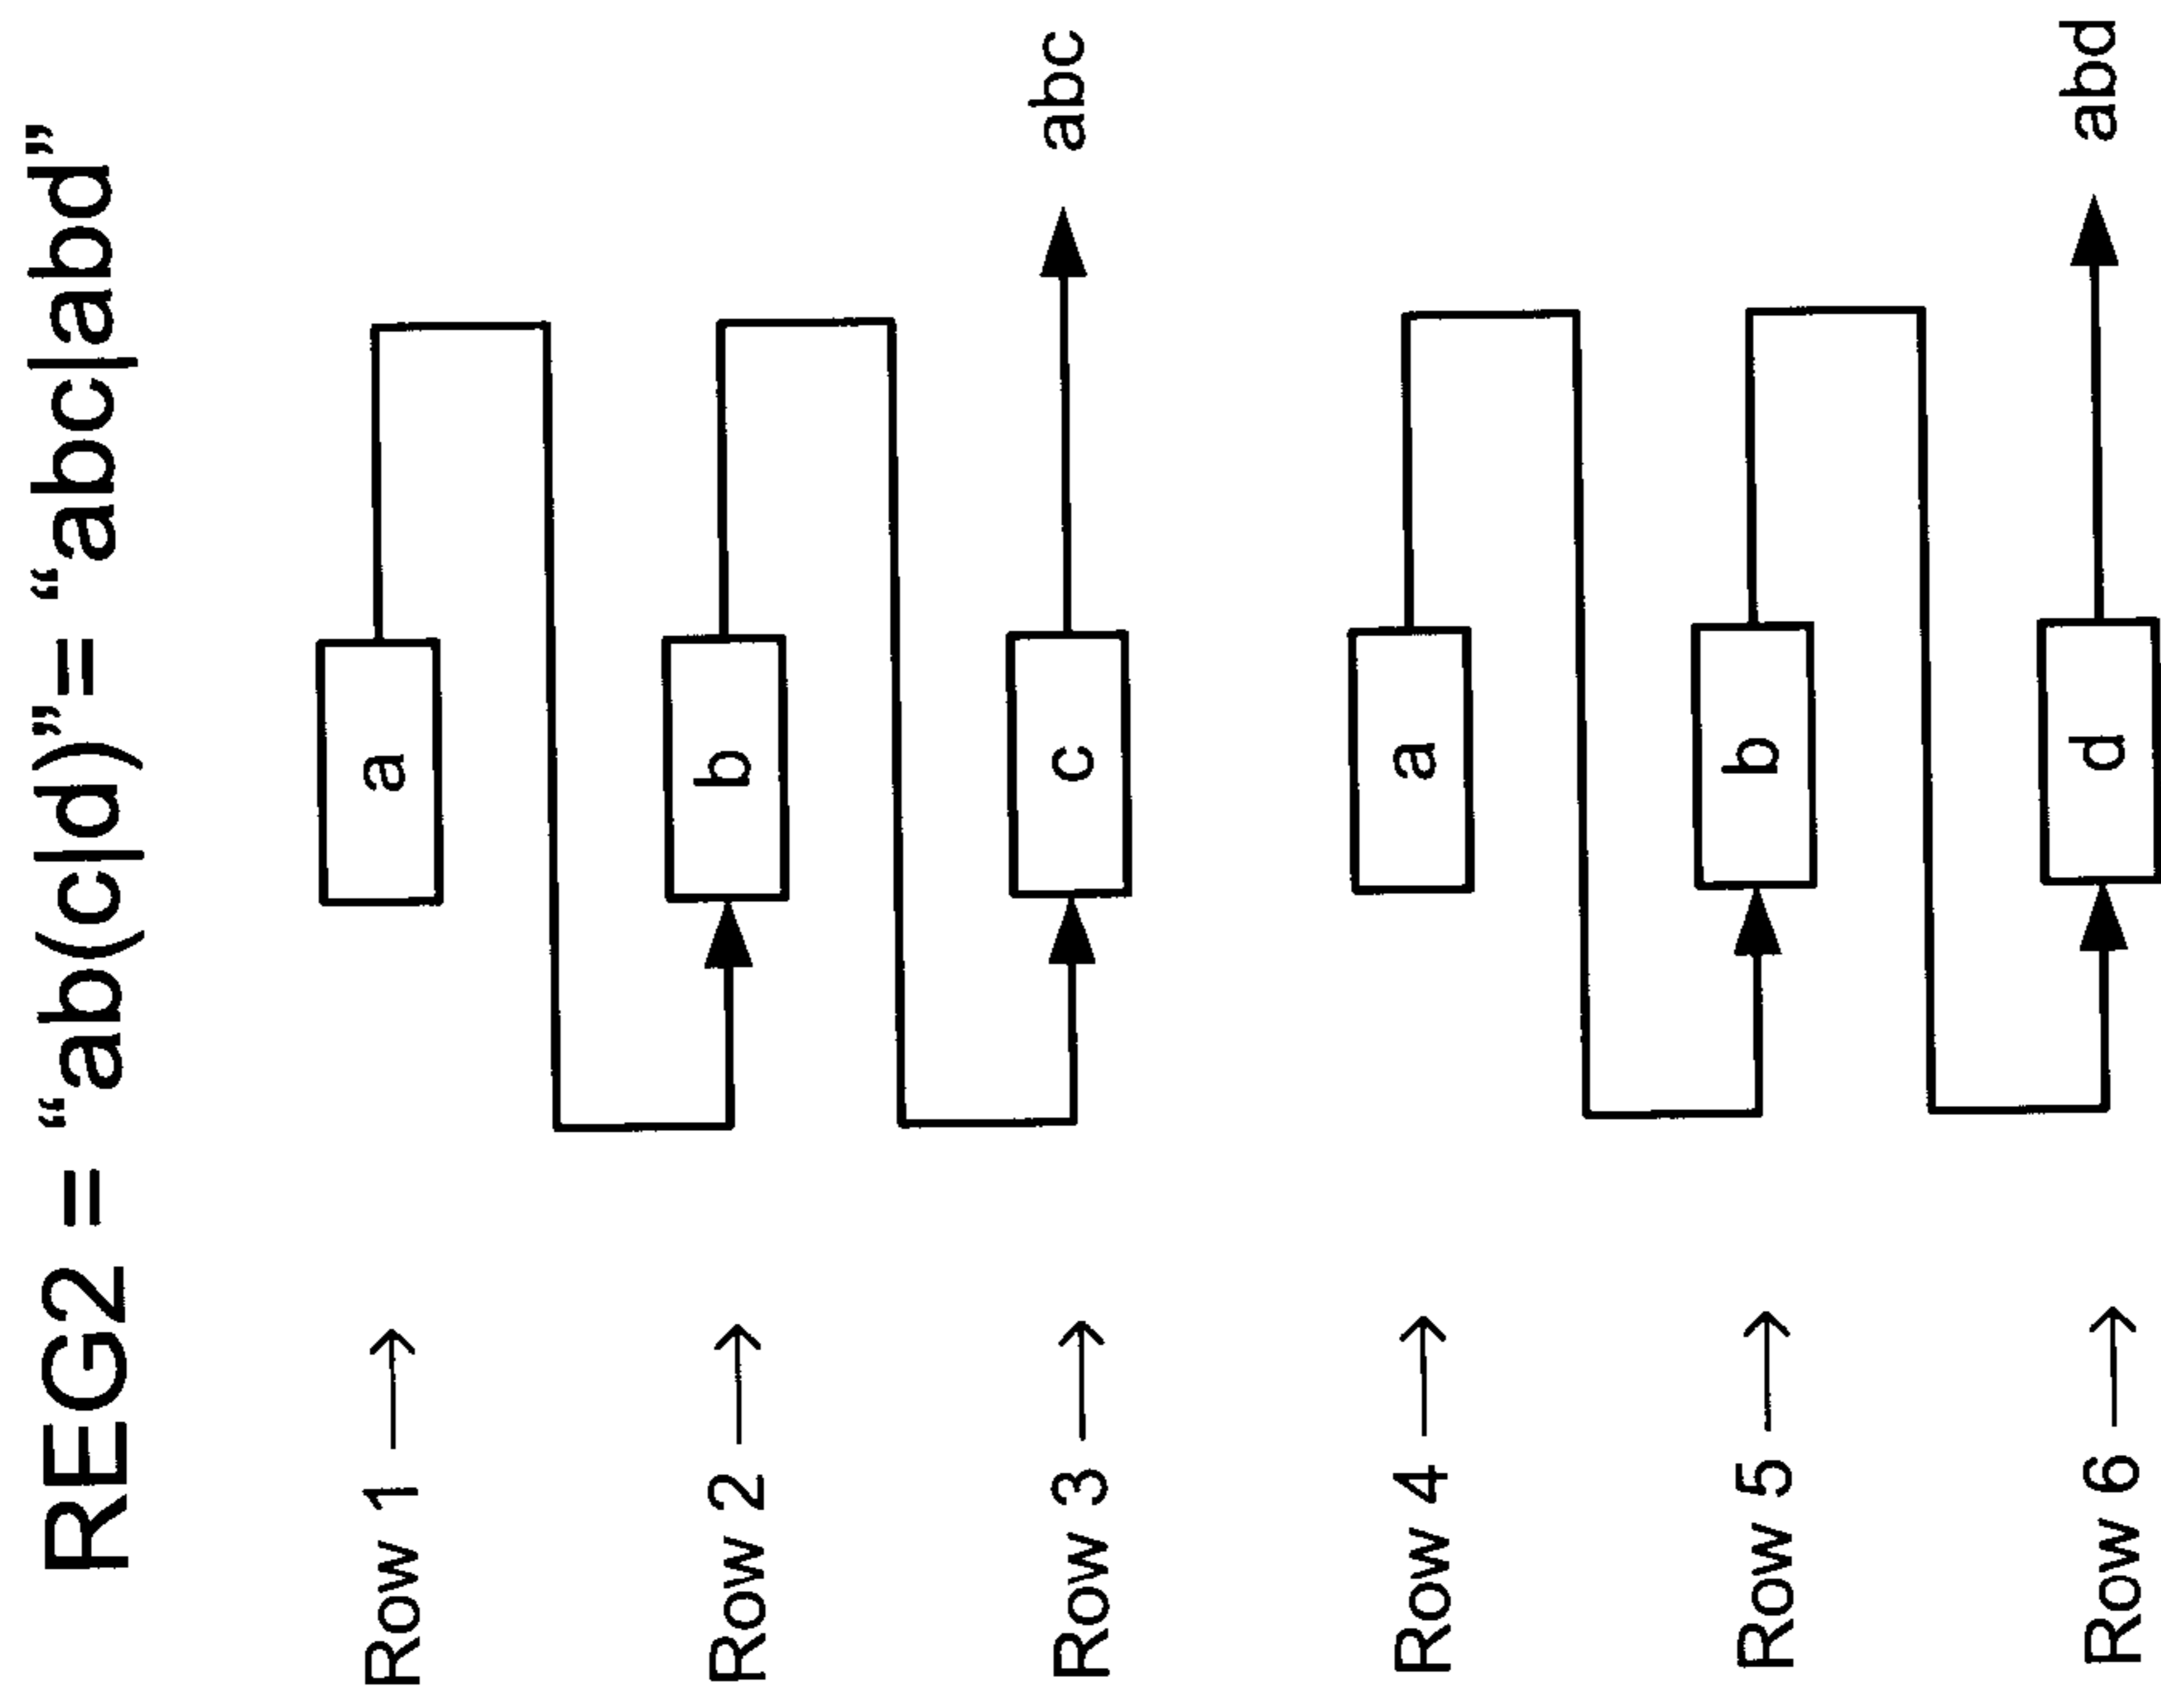 REG2 = “ab(c|d)”= “abc|abd”
Row 1 → a
Row 2 → b
Row 3 → c abc
Row 4 → a
Row 5 → b
Row 6 → d abd